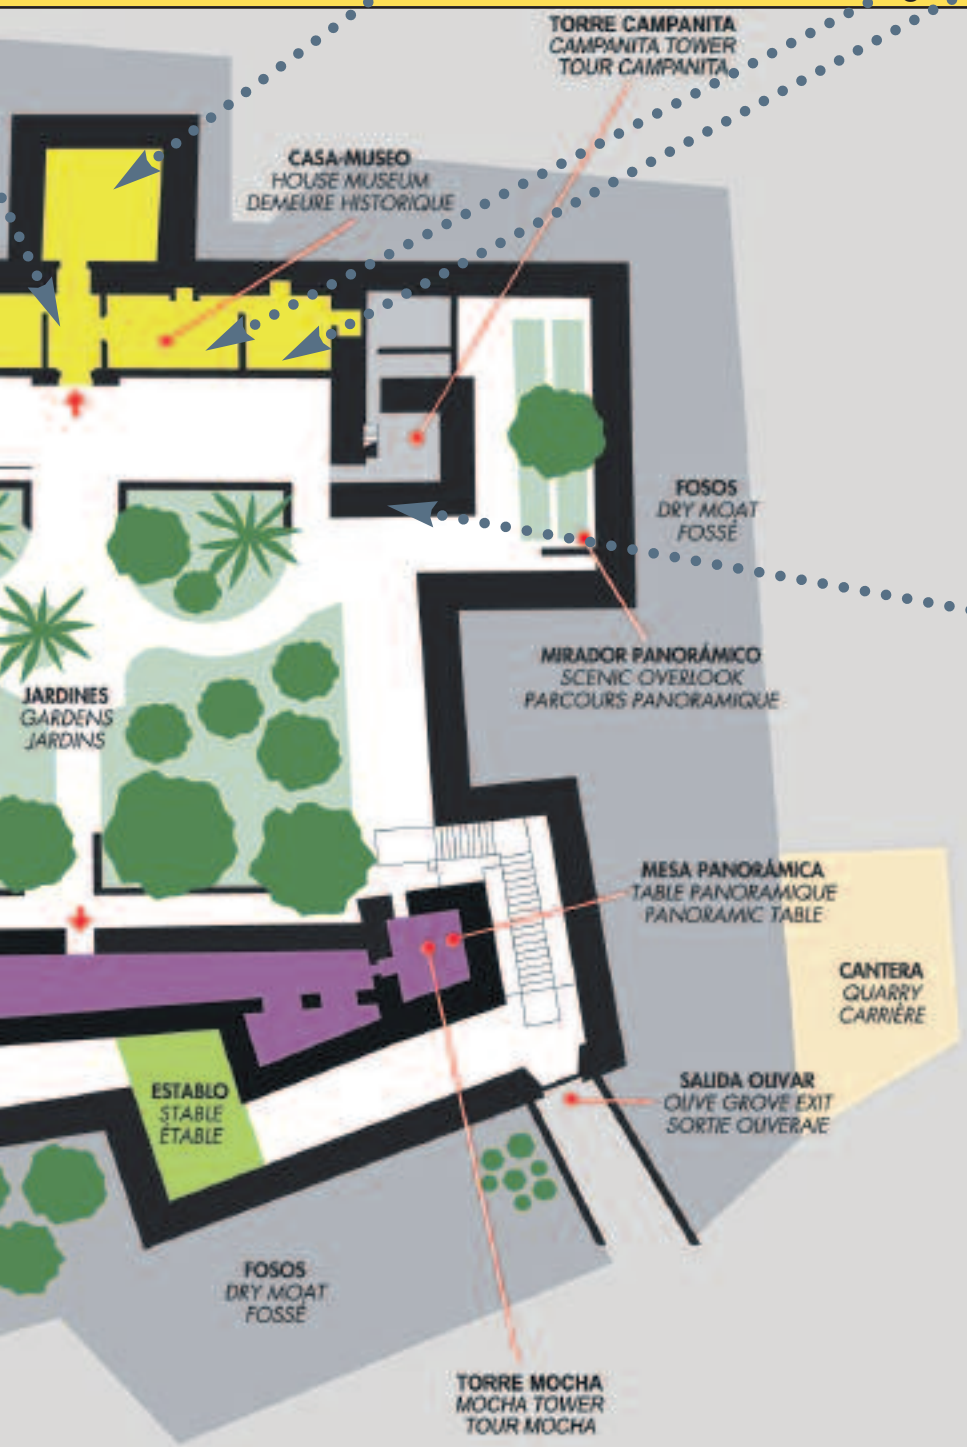 TORRE CAMPANITA
CAMPANITA TOWER
TOUR CAMPANITA
CASA-MUSEO
HOUSE MUSEUM
DEMEURE HISTORIQUE
FOSOS
DRY MOAT
FOSSÉ
MIRADOR PANORÁMICO
SCENIC OVERLOOK
PARCOURS PANORAMIQUE
JARDINES
GARDENS
JARDINS
MESA PANORÁMICA
TABLE PANORAMIQUE
PANORAMIC TABLE
CANTERA
QUARRY
CARRIÈRE
ESTABLO
STABLE
ÉTABLE
SALIDA OLIVAR
OLIVE GROVE EXIT
SORTIE OLIVERAIE
FOSOS
DRY MOAT
FOSSÉ
TORRE MOCHA
MOCHA TOWER
TOUR MOCHA